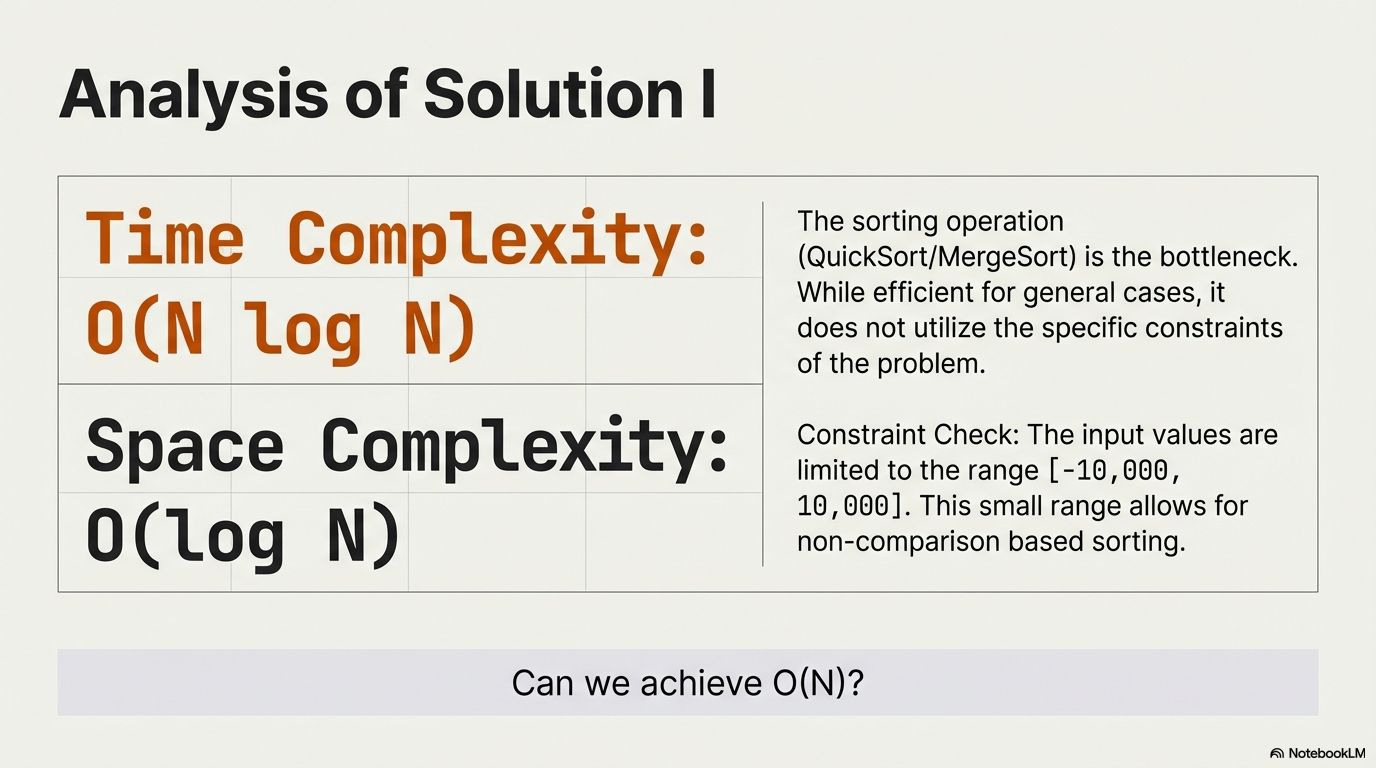 Analysis of Solution I
Time Complexity:
O(N log N)
Space Complexity:
O(log N)
The sorting operation
(QuickSort/MergeSort) is the bottleneck.
While efficient for general cases, it
does not utilize the specific constraints
of the problem.
Constraint Check: The input values are
limited to the range [-10,000,
10,000]. This small range allows for
non-comparison based sorting.
Can we achieve O(N)?
NotebookLM